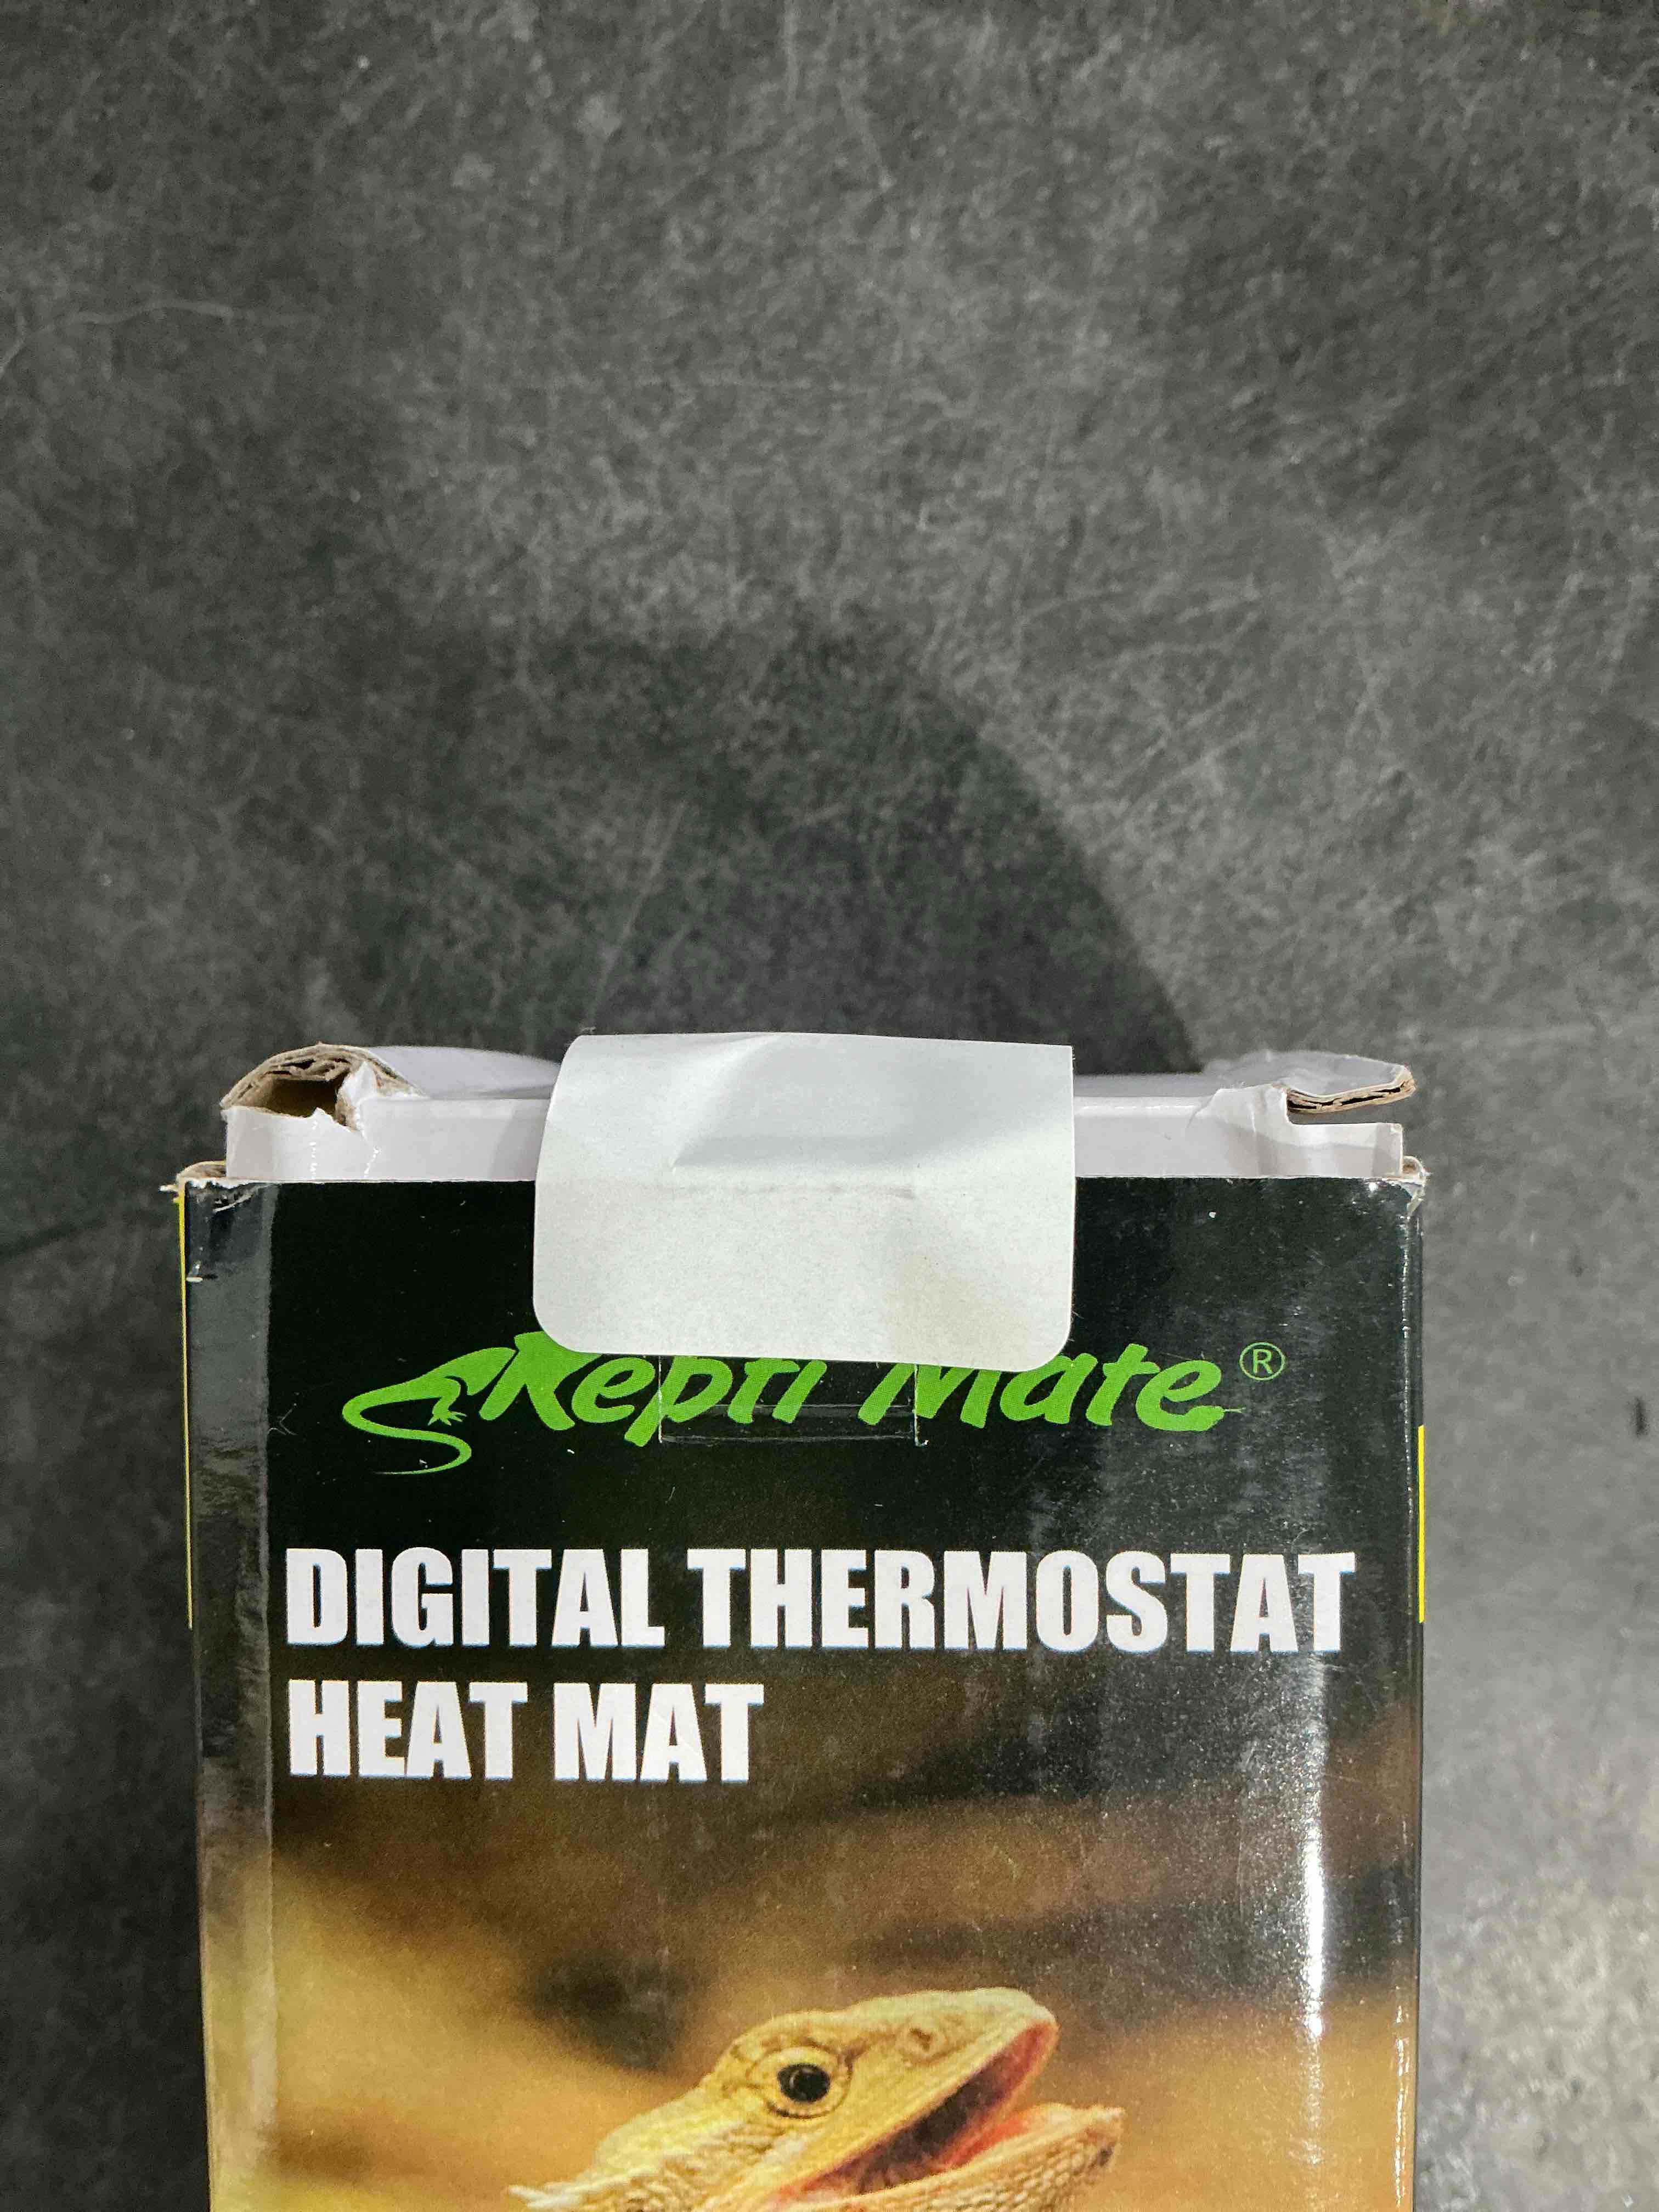 Repti Mate®
DIGITAL THERMOSTAT
HEAT MAT